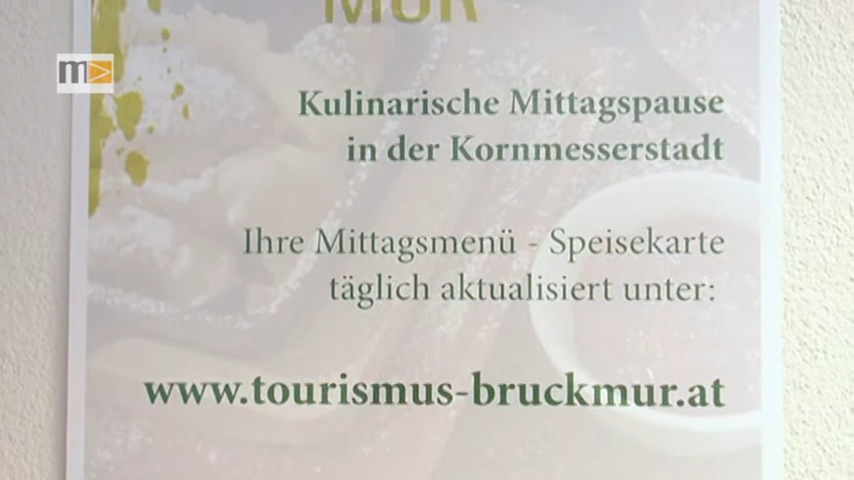 MUR
m
Kulinarische Mittagspause
in der Kornmesserstadt
Ihre Mittagsmenü - Speisekarte
täglich aktualisiert unter:
www.tourismus-bruckmur.at